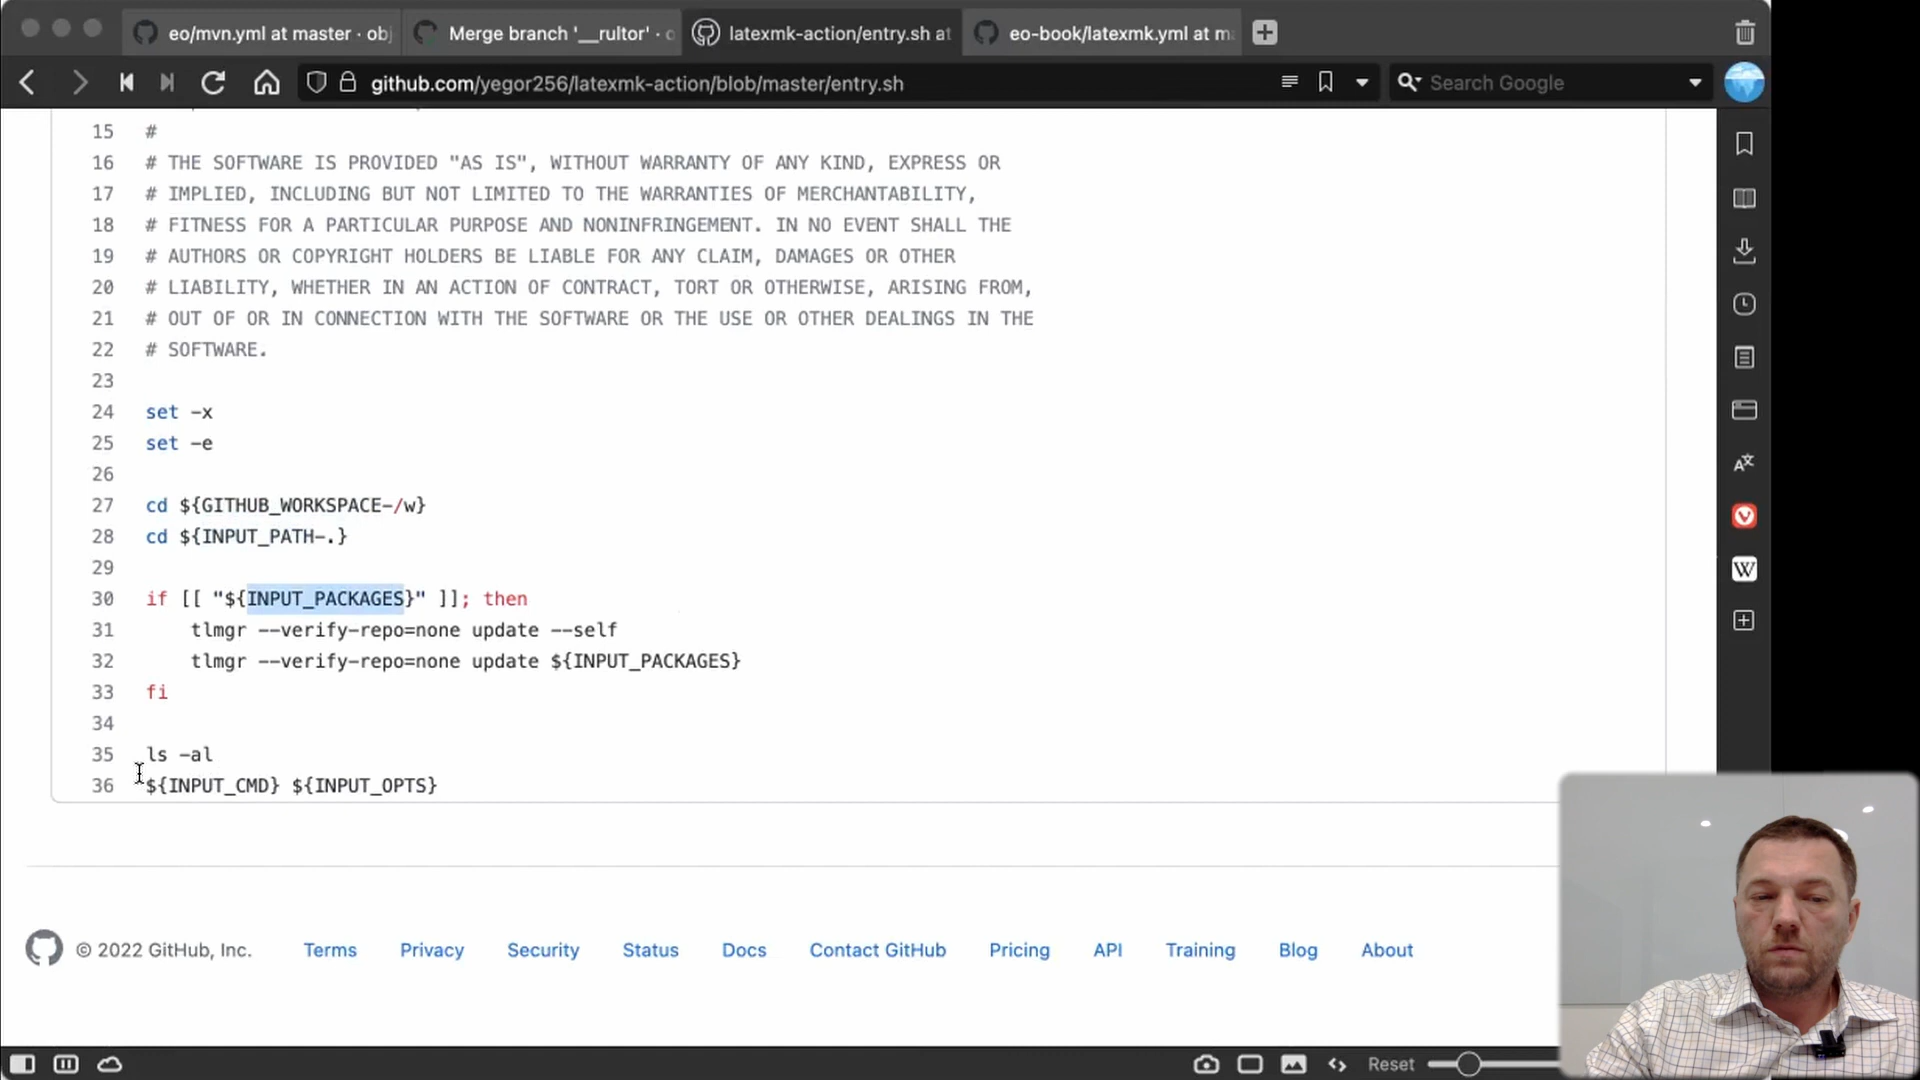 eo/mvn.yml at master · obj
Merge branch '__rultor' · o
latexmk-action/entry.sh at
eo-book/latexmk.yml at m
github.com/yegor256/latexmk-action/blob/master/entry.sh
Search Google
15 #
16 # THE SOFTWARE IS PROVIDED "AS IS", WITHOUT WARRANTY OF ANY KIND, EXPRESS OR
17 # IMPLIED, INCLUDING BUT NOT LIMITED TO THE WARRANTIES OF MERCHANTABILITY,
18 # FITNESS FOR A PARTICULAR PURPOSE AND NONINFRINGEMENT. IN NO EVENT SHALL THE
19 # AUTHORS OR COPYRIGHT HOLDERS BE LIABLE FOR ANY CLAIM, DAMAGES OR OTHER
20 # LIABILITY, WHETHER IN AN ACTION OF CONTRACT, TORT OR OTHERWISE, ARISING FROM,
21 # OUT OF OR IN CONNECTION WITH THE SOFTWARE OR THE USE OR OTHER DEALINGS IN THE
22 # SOFTWARE.
23
24 set -x
25 set -e
26
27 cd ${GITHUB_WORKSPACE-/w}
28 cd ${INPUT_PATH-.}
29
30 if [[ "${INPUT_PACKAGES}" ]]; then
31     tlmgr --verify-repo=none update --self
32     tlmgr --verify-repo=none update ${INPUT_PACKAGES}
33 fi
34
35 ls -al
36 ${INPUT_CMD} ${INPUT_OPTS}
© 2022 GitHub, Inc. Terms Privacy Security Status Docs Contact GitHub Pricing API Training Blog About
Reset